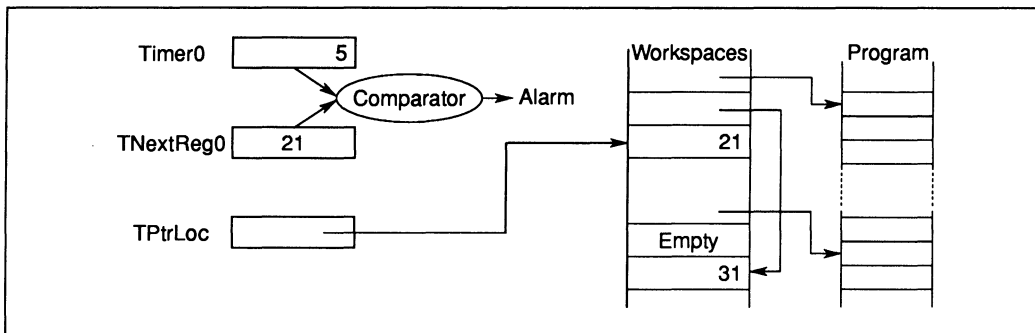 Timer0
5
Comparator
Alarm
TNextReg0
21
TPtrLoc
Workspaces
Program
21
Empty
31